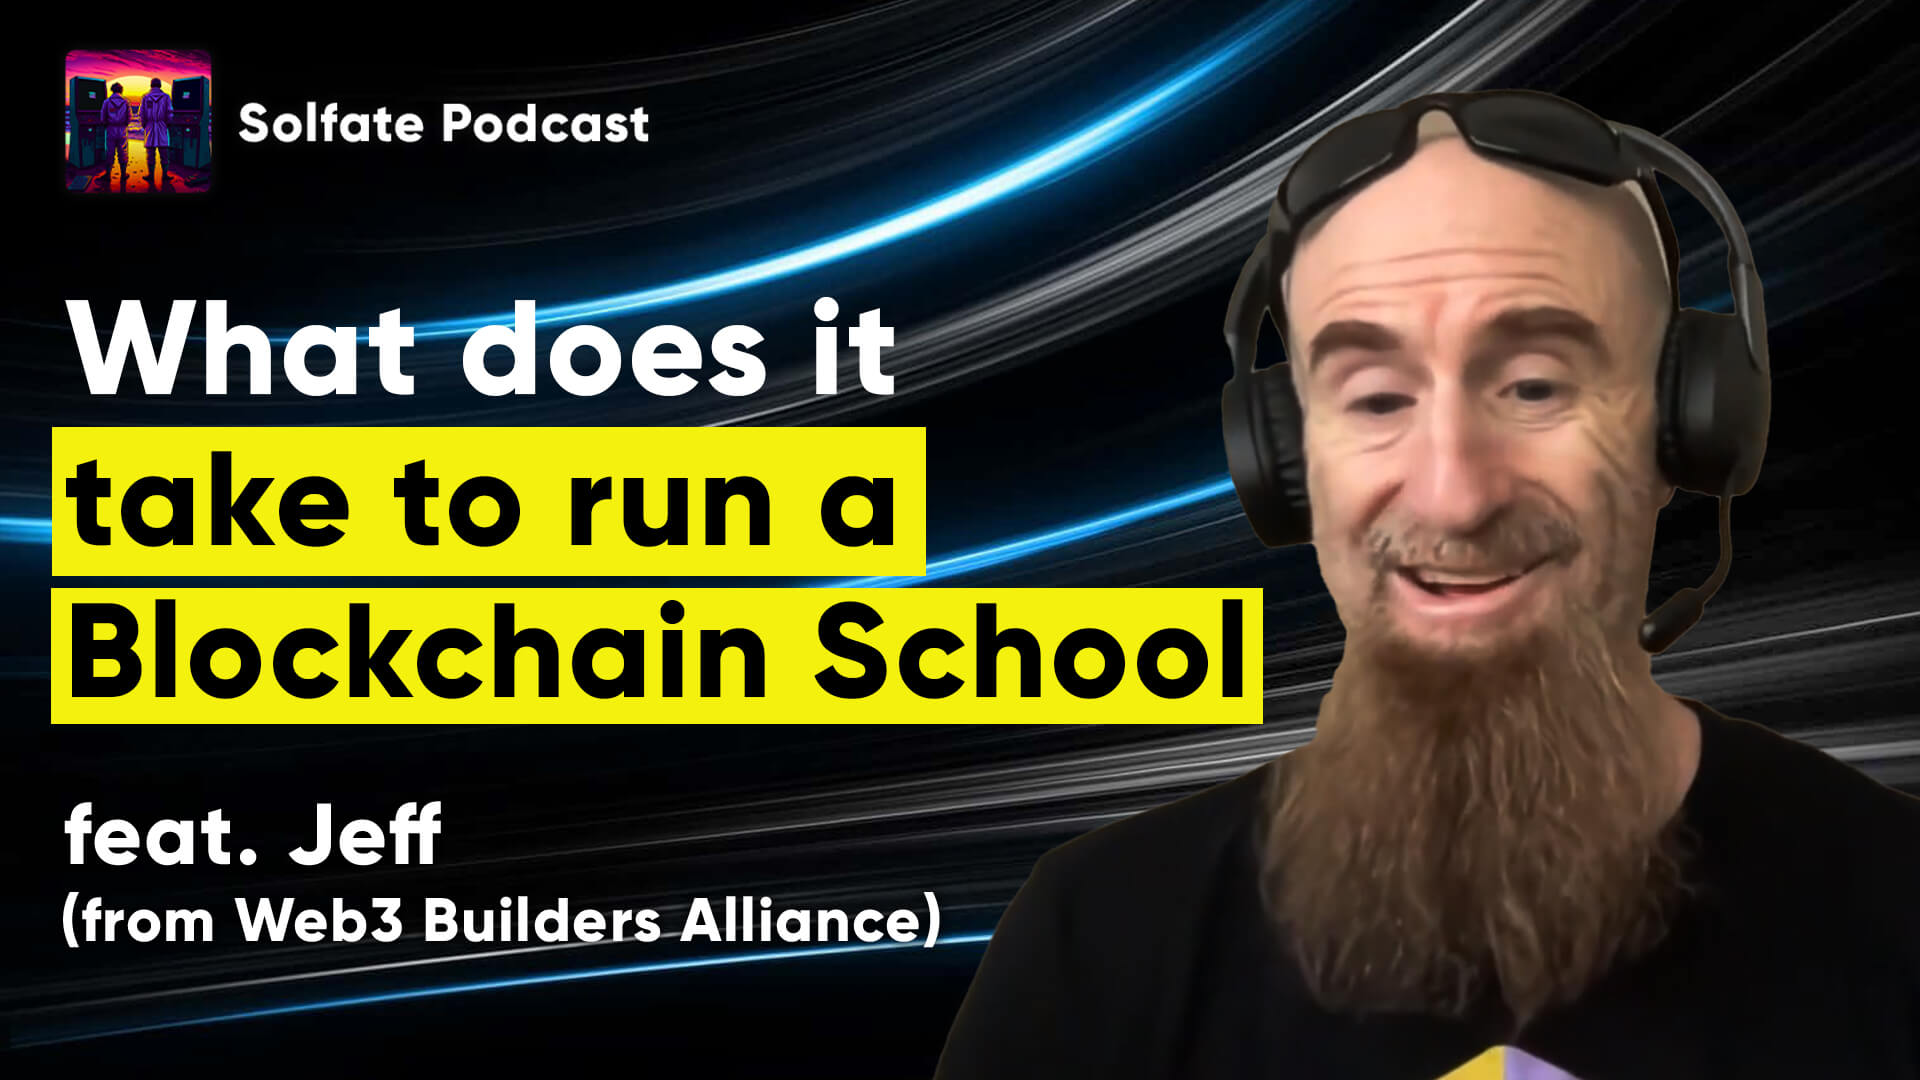 Solfate Podcast
What does it
take to run a
Blockchain School
feat. Jeff
(from Web3 Builders Alliance)